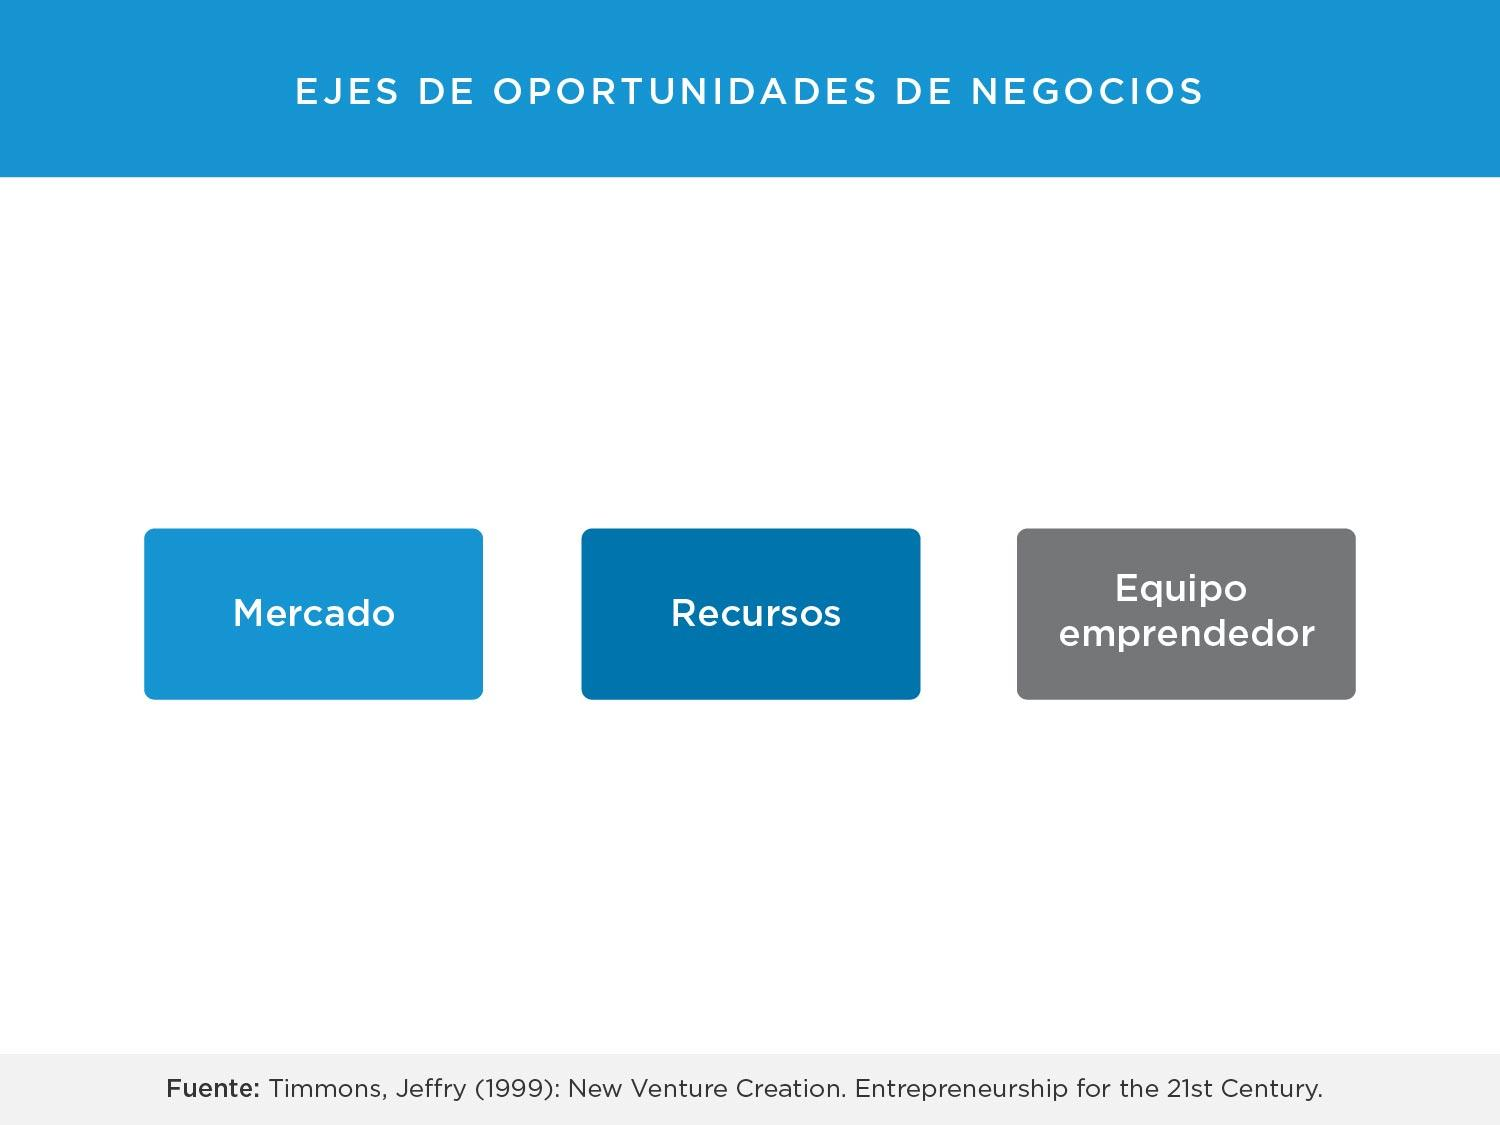 EJES DE OPORTUNIDADES DE NEGOCIOS
Mercado
Recursos
Equipo
emprendedor
Fuente: Timmons, Jeffry (1999): New Venture Creation. Entrepreneurship for the 21st Century.